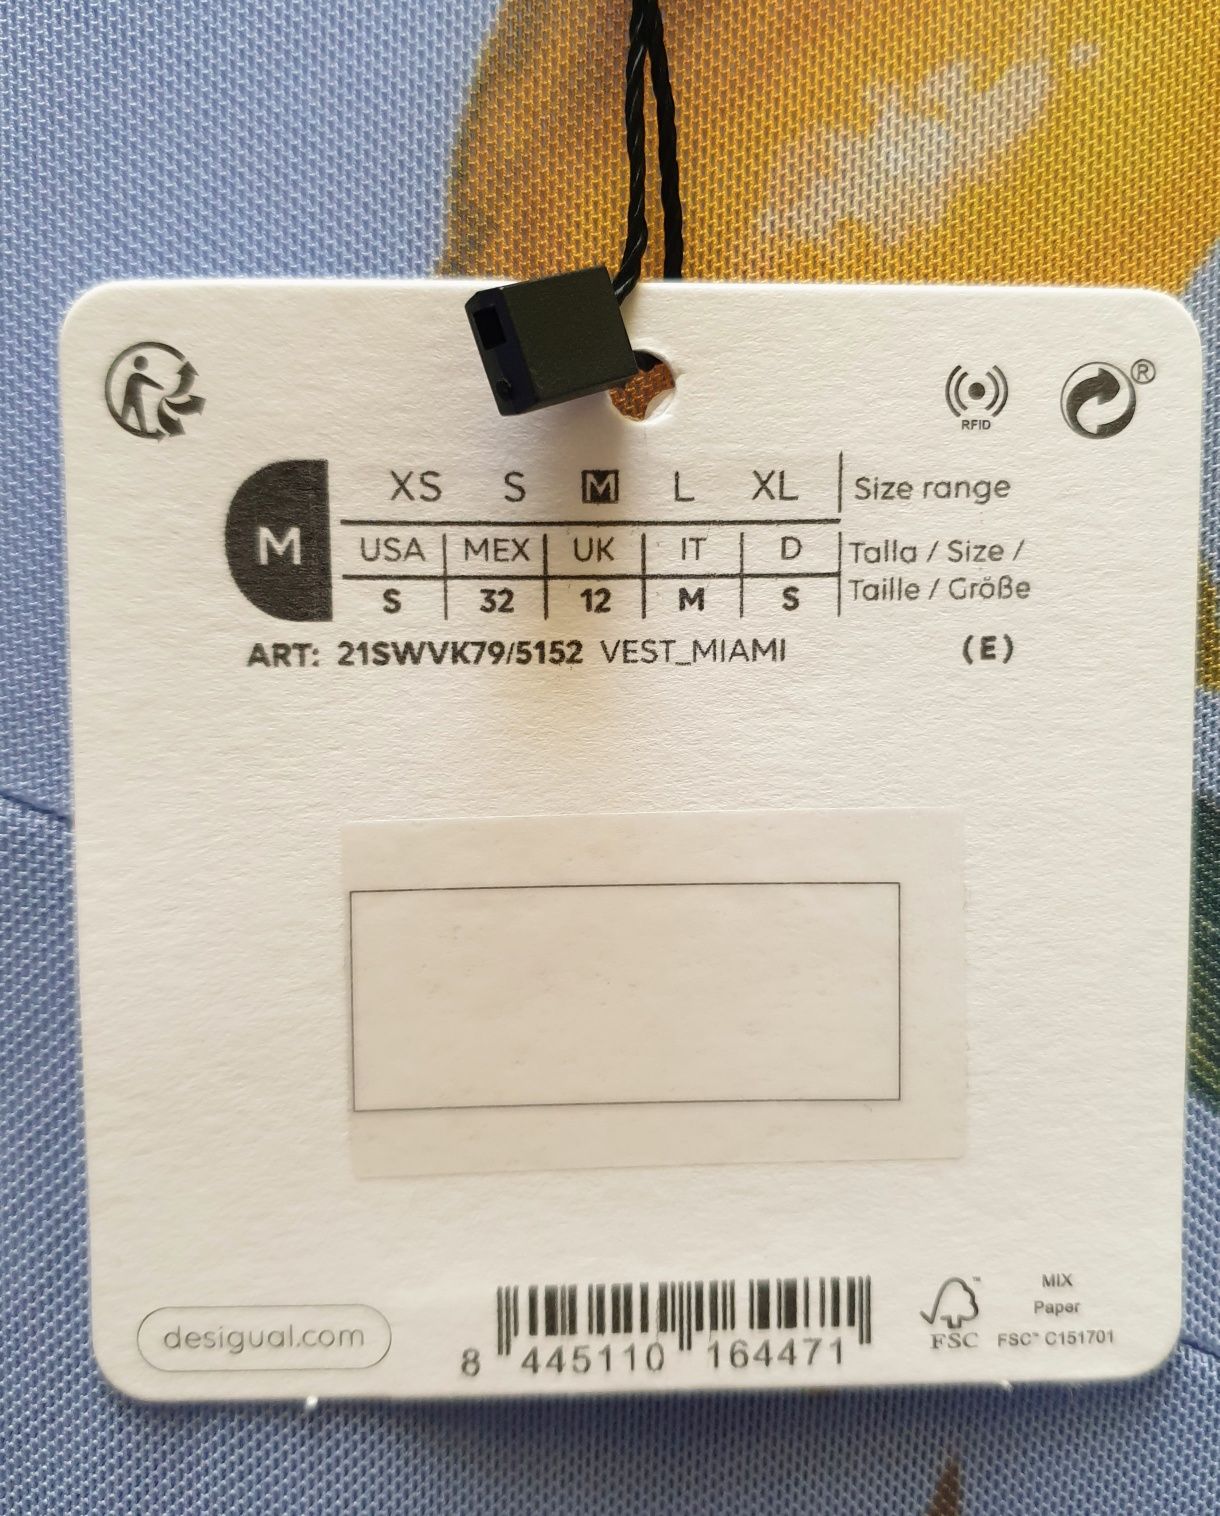 ®
RFID
XS S M L XL Size range
M
USA MEX UK IT D Talla / Size /
S 32 12 M S Taille / Größe
ART: 21SWVK79/5152 VEST_MIAMI (E)
desigual.com
8 445110 164471
FSC™
MIX
Paper
FSC™ C151701